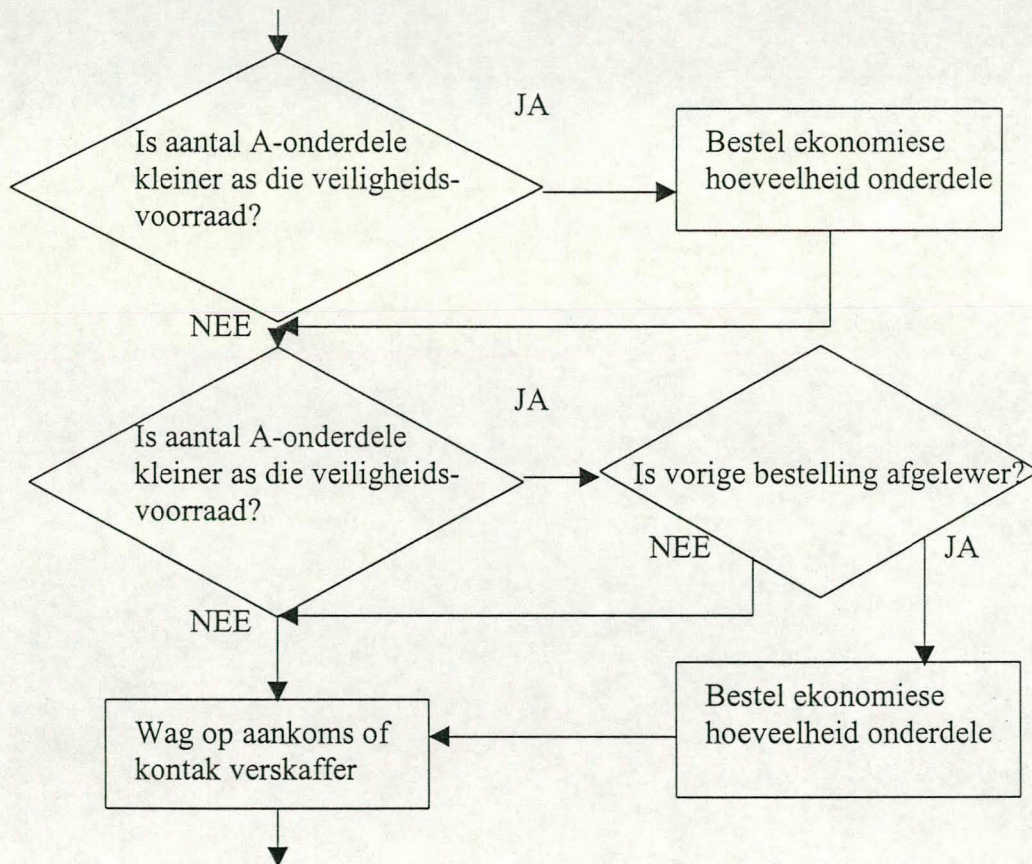 JA
Is aantal A-onderdele
kleiner as die veiligheids-
voorraad?
Bestel ekonomiese
hoeveelheid onderdele
NEE
JA
Is aantal A-onderdele
kleiner as die veiligheids-
voorraad?
Is vorige bestelling afgelewer?
NEE
JA
NEE
Wag op aankoms of
kontak verskaffer
Bestel ekonomiese
hoeveelheid onderdele